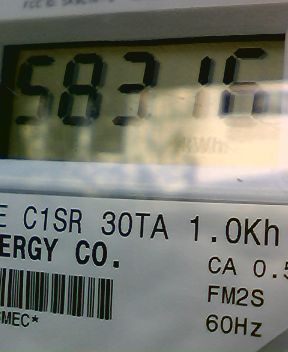 58316
kWh
E C1SR 30TA 1.0Kh
ERGY CO.
CA 0.5
FM2S
MEC*
60Hz